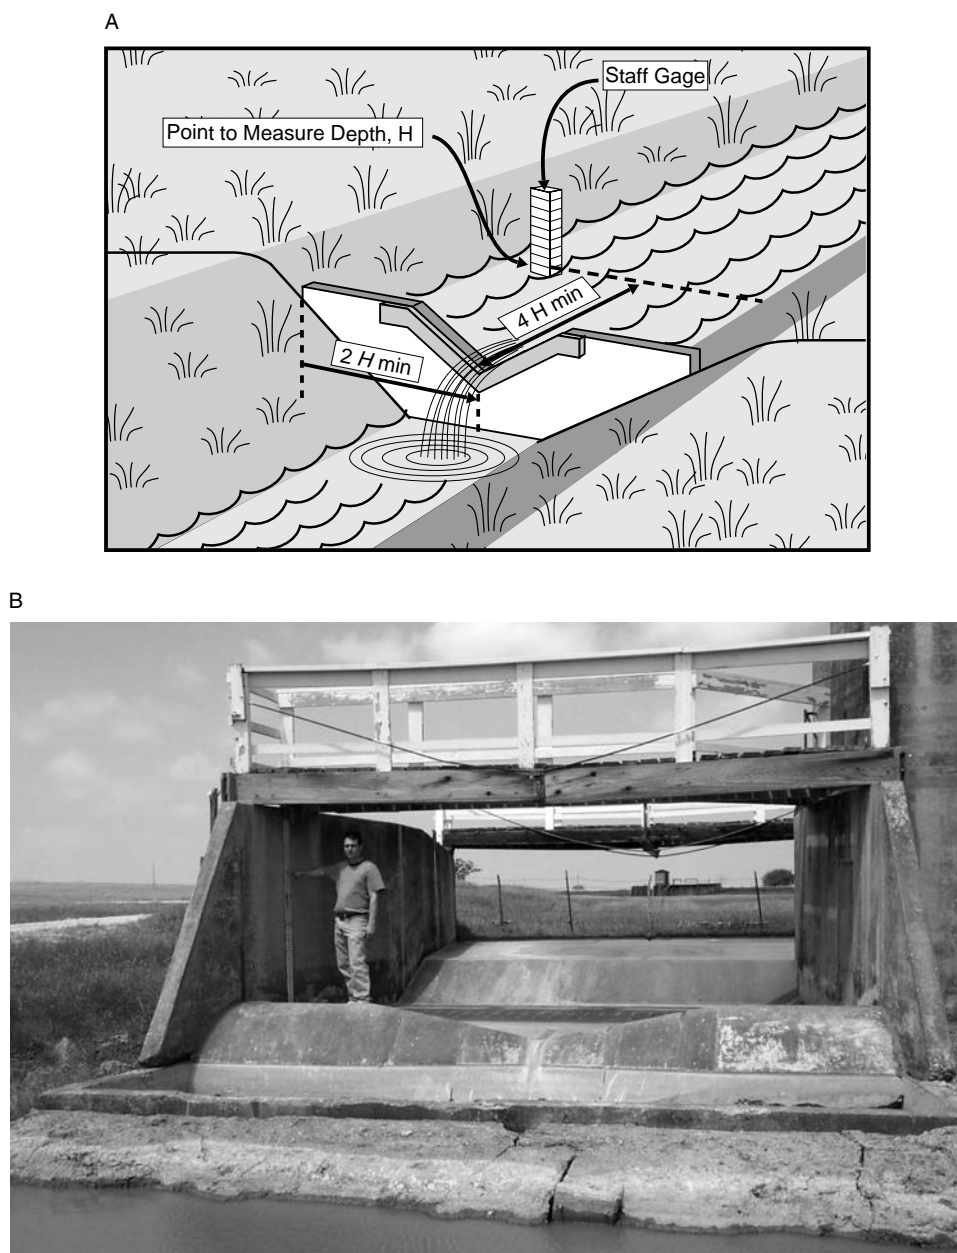 A
Staff Gage
Point to Measure Depth, H
4 H min
2 H min
B